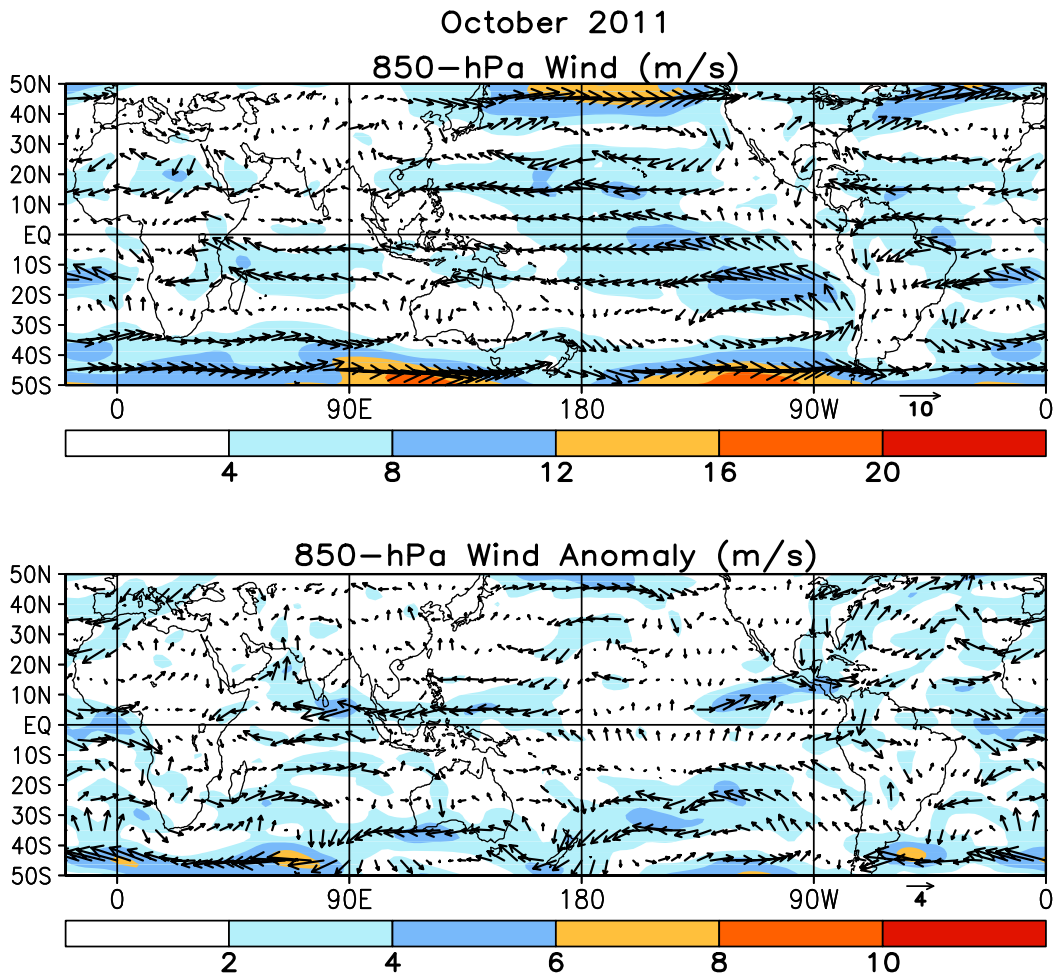 October 2011
850-hPa Wind (m/s)
50N
40N
30N
20N
10N
EQ
10S
20S
30S
40S
50S
0 90E 180 90W 0
10
4 8 12 16 20
850-hPa Wind Anomaly (m/s)
50N
40N
30N
20N
10N
EQ
10S
20S
30S
40S
50S
0 90E 180 90W 0
4
2 4 6 8 10